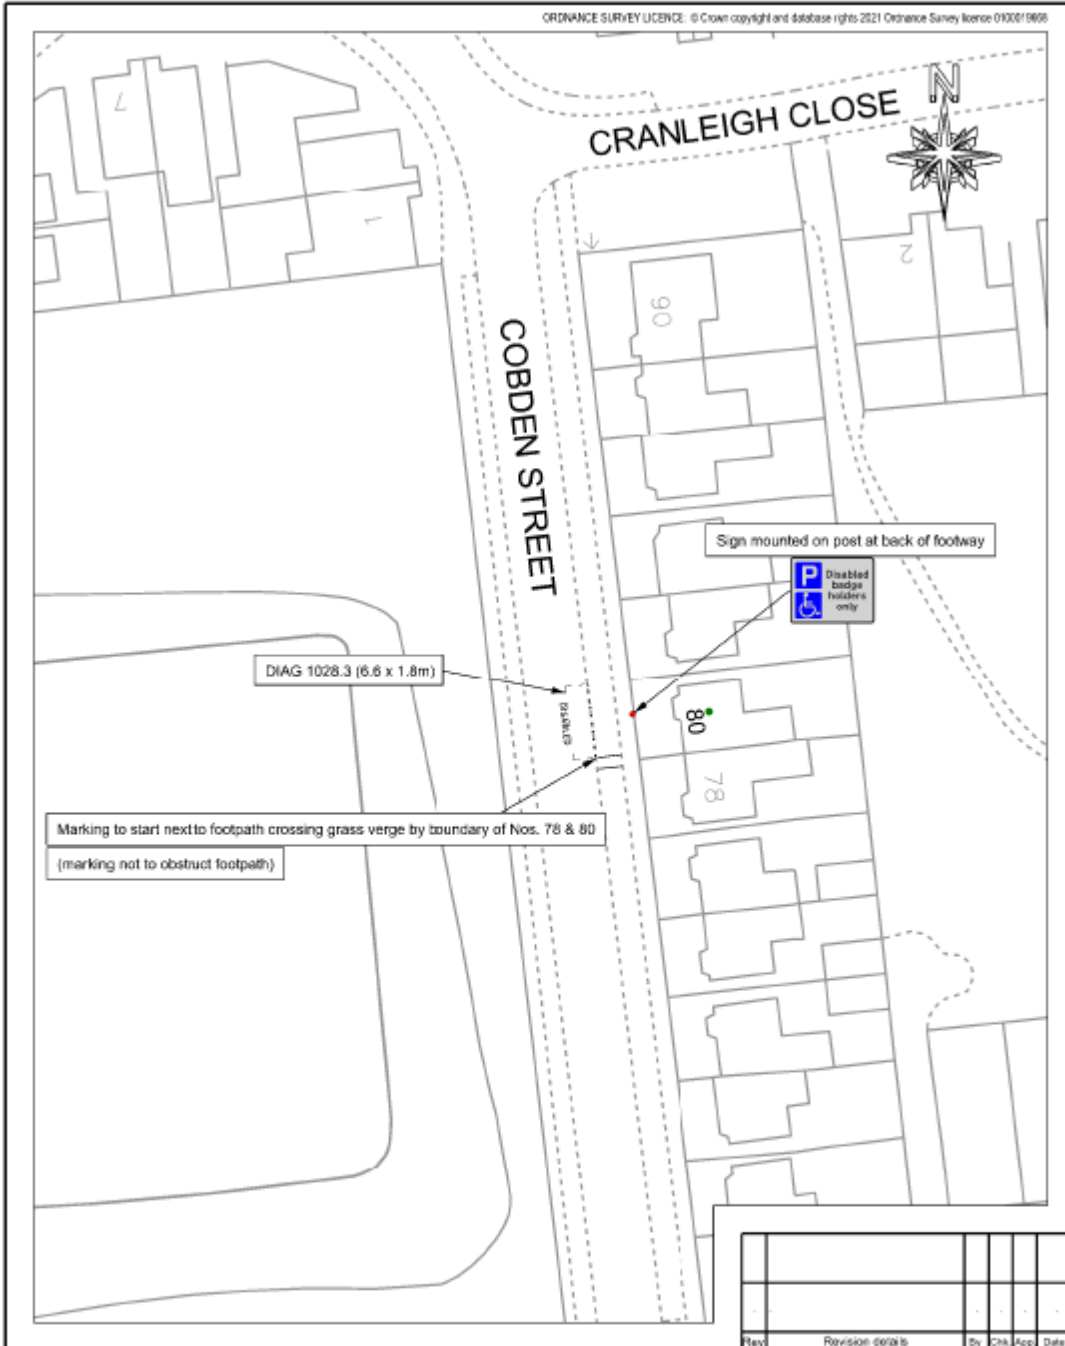 ORDNANCE SURVEY LICENCE: © Crown copyright and database rights 2021 Ordnance Survey licence
CRANLEIGH CLOSE
N
7
1
2
90
COBDEN STREET
Sign mounted on post at back of footway
P
Disabled
badge
holders
only
DIAG 1028.3 (6.6 x 1.8m)
DISABLED
80
78
Marking to start next to footpath crossing grass verge by boundary of Nos. 78 & 80
(marking not to obstruct footpath)
Rev
Revision details
By
Chk
App
Date